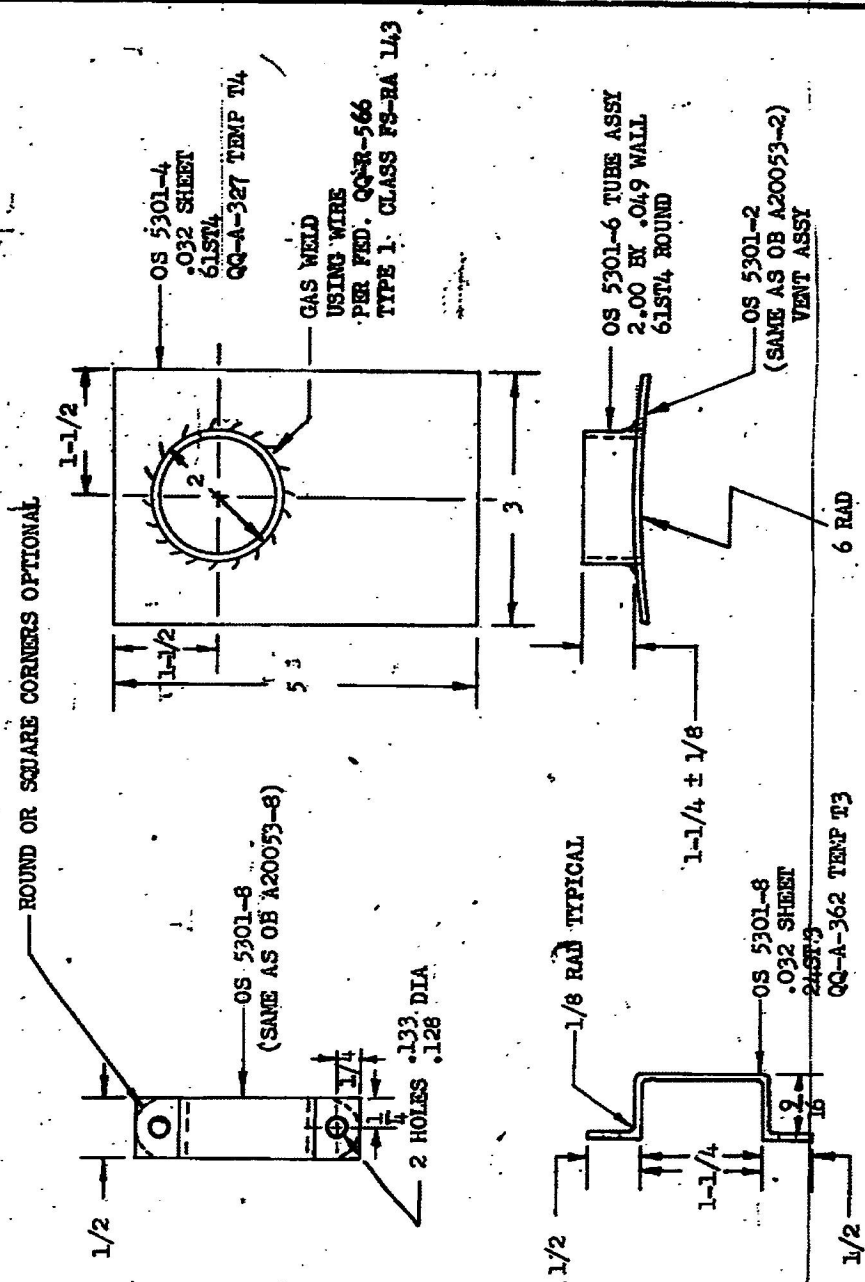 ROUND OR SQUARE CORNERS OPTIONAL
1/2
OS 5301-8
(SAME AS OB A20053-8)
1/4
1/4
2 HOLES .133 DIA
.128
1-1/2
1-1/2
5
2
3
OS 5301-4
.032 SHEET
61ST4
QQ-A-327 TEMP T4
GAS WELD
USING WIRE
PER FED. QQ-R-566
TYPE 1 CLASS FS-RA 143
1/2
1/8 RAD TYPICAL
1-1/4
9/16
1/2
OS 5301-8
.032 SHEET
24ST3
QQ-A-362 TEMP T3
1-1/4 ± 1/8
OS 5301-6 TUBE ASSY
2.00 BY .049 WALL
61ST4 ROUND
OS 5301-2
(SAME AS OB A20053-2)
VENT ASSY
6 RAD